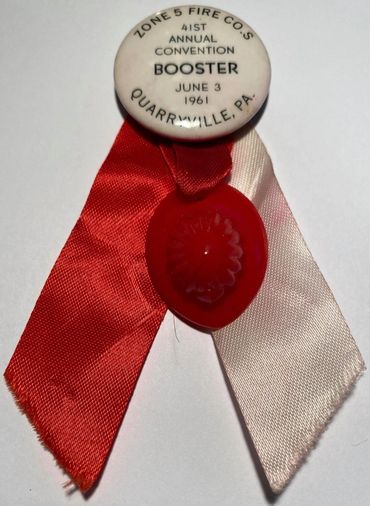 ZONE 5 FIRE CO.S
41ST
ANNUAL
CONVENTION
BOOSTER
JUNE 3
1961
QUARRYVILLE, PA.